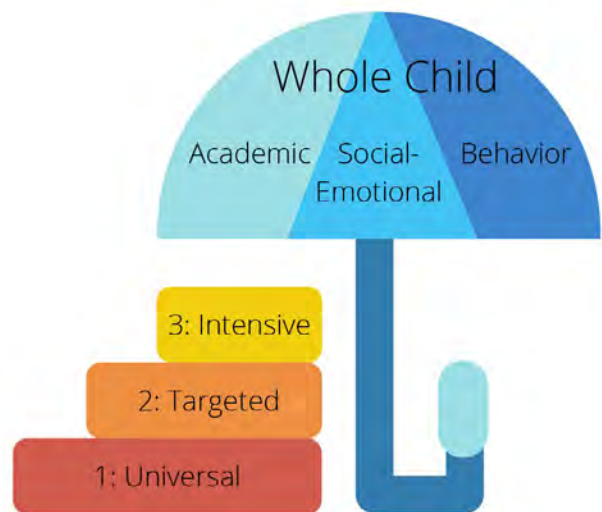 Whole Child
Academic
Social-
Emotional
Behavior
3: Intensive
2: Targeted
1: Universal